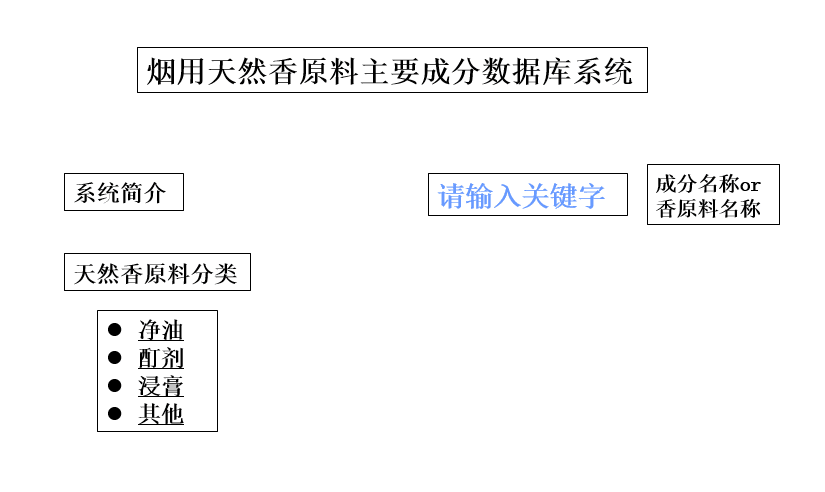 烟用天然香原料主要成分数据库系统
系统简介
请输入关键字
成分名称or
香原料名称
天然香原料分类
净油
酊剂
浸膏
其他